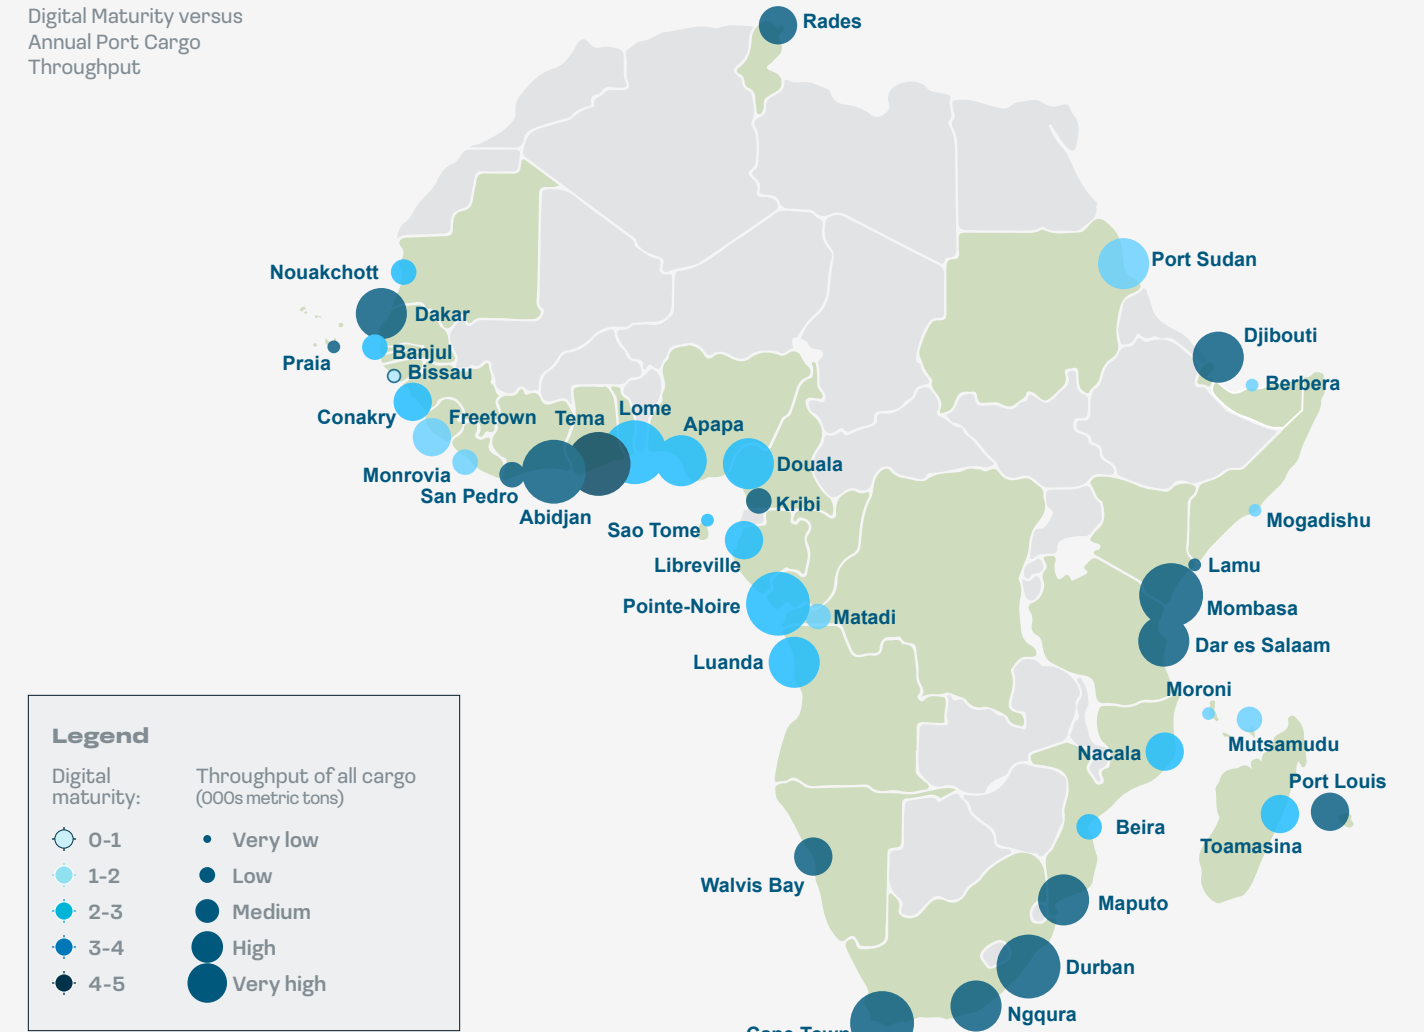 Digital Maturity versus
Annual Port Cargo
Throughput
Rades
Port Sudan
Nouakchott
Dakar
Djibouti
Praia
Banjul
Bissau
Berbera
Conakry
Freetown
Tema
Lome
Apapa
Monrovia
San Pedro
Abidjan
Douala
Kribi
Sao Tome
Mogadishu
Libreville
Lamu
Pointe-Noire
Matadi
Mombasa
Dar es Salaam
Luanda
Moroni
Mutsamudu
Nacala
Port Louis
Beira
Toamasina
Walvis Bay
Maputo
Durban
Ngqura
Cape Town
Legend
Digital
maturity:
0-1
1-2
2-3
3-4
4-5
Throughput of all cargo
(000s metric tons)
Very low
Low
Medium
High
Very high